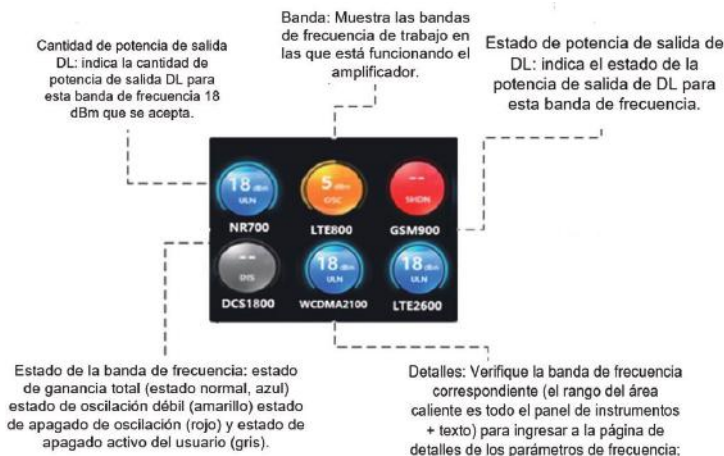 Cantidad de potencia de salida
DL: indica la cantidad de
potencia de salida DL para
esta banda de frecuencia 18
dBm que se acepta.
Banda: Muestra las bandas
de frecuencia de trabajo en
las que está funcionando el
amplificador.
Estado de potencia de salida de
DL: indica el estado de la
potencia de salida de DL para
esta banda de frecuencia.
18 dBm
ULN
NR700
5 dBm
OSC
LTE800
--
SHDN
GSM900
--
DIS
DCS1800
18 dBm
ULN
WCDMA2100
18 dBm
ULN
LTE2600
Estado de la banda de frecuencia: estado
de ganancia total (estado normal, azul)
estado de oscilación débil (amarillo) estado
de apagado de oscilación (rojo) y estado de
apagado activo del usuario (gris).
Detalles: Verifique la banda de frecuencia
correspondiente (el rango del área
caliente es todo el panel de instrumentos
+ texto) para ingresar a la página de
detalles de los parámetros de frecuencia;